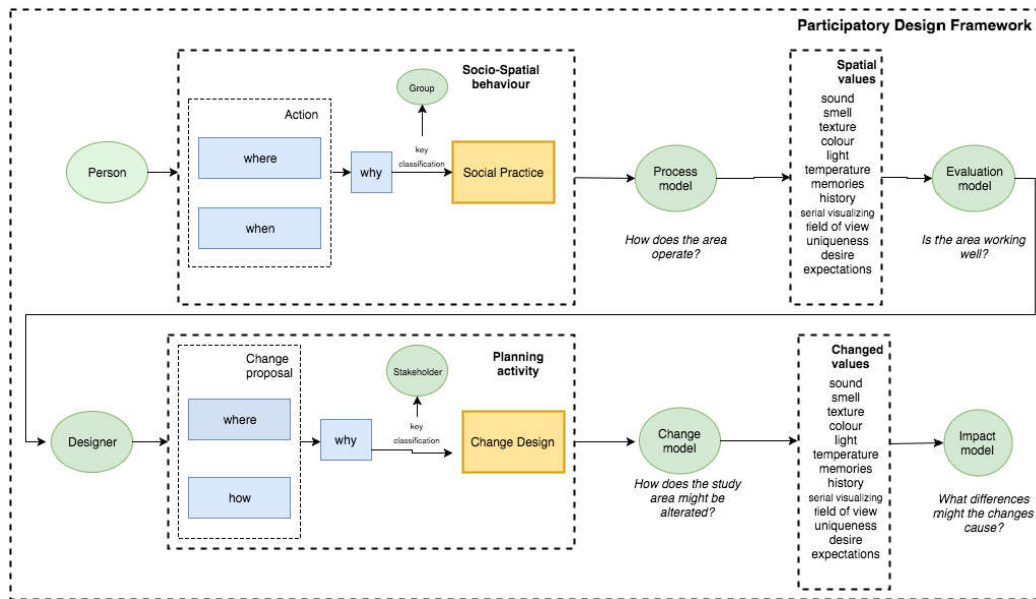 Participatory Design Framework
Socio-Spatial
behaviour
Action
where
when
Person
why
Group
key
classification
Social Practice
Process
model
How does the area
operate?
Spatial
values
sound
smell
texture
colour
light
temperature
memories
history
serial visualizing
field of view
uniqueness
desire
expectations
Evaluation
model
Is the area working
well?
Designer
Planning
activity
Change
proposal
where
how
why
Stakeholder
key
classification
Change Design
Change
model
How does the study
area might be
alterated?
Changed
values
sound
smell
texture
colour
light
temperature
memories
history
serial visualizing
field of view
uniqueness
desire
expectations
Impact
model
What differences
might the changes
cause?